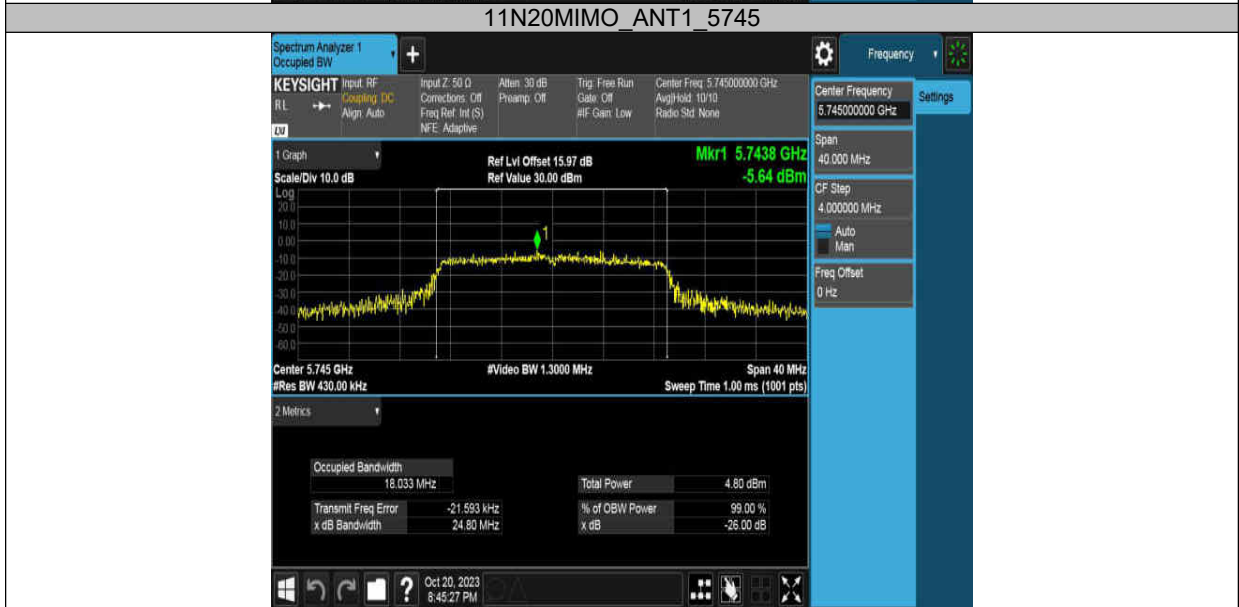 11N20MIMO_ANT1_5745
Spectrum Analyzer 1
Occupied BW
+
Frequency
KEYSIGHT
RL
LXI
Input: RF
Coupling: DC
Align: Auto
Input Z: 50 Ω
Corrections: Off
Freq Ref: Int (S)
NFE: Adaptive
Atten: 30 dB
Preamp: Off
Trig: Free Run
Gate: Off
#IF Gain: Low
Center Freq: 5.745000000 GHz
Avg|Hold: 10/10
Radio Std: None
Center Frequency
5.745000000 GHz
Settings
Span
40.000 MHz
CF Step
4.000000 MHz
Auto
Man
Freq Offset
0 Hz
1 Graph
Scale/Div 10.0 dB
Ref Lvl Offset 15.97 dB
Ref Value 30.00 dBm
Mkr1 5.7438 GHz
-5.64 dBm
Log
20.0
10.0
0.00
-10.0
-20.0
-30.0
-40.0
-50.0
-60.0
1
Center 5.745 GHz
#Video BW 1.3000 MHz
Span 40 MHz
#Res BW 430.00 kHz
Sweep Time 1.00 ms (1001 pts)
2 Metrics
Occupied Bandwidth
18.033 MHz
Total Power 4.80 dBm
Transmit Freq Error -21.593 kHz
% of OBW Power 99.00 %
x dB Bandwidth 24.80 MHz
x dB -26.00 dB
?
Oct 20, 2023
8:45:27 PM